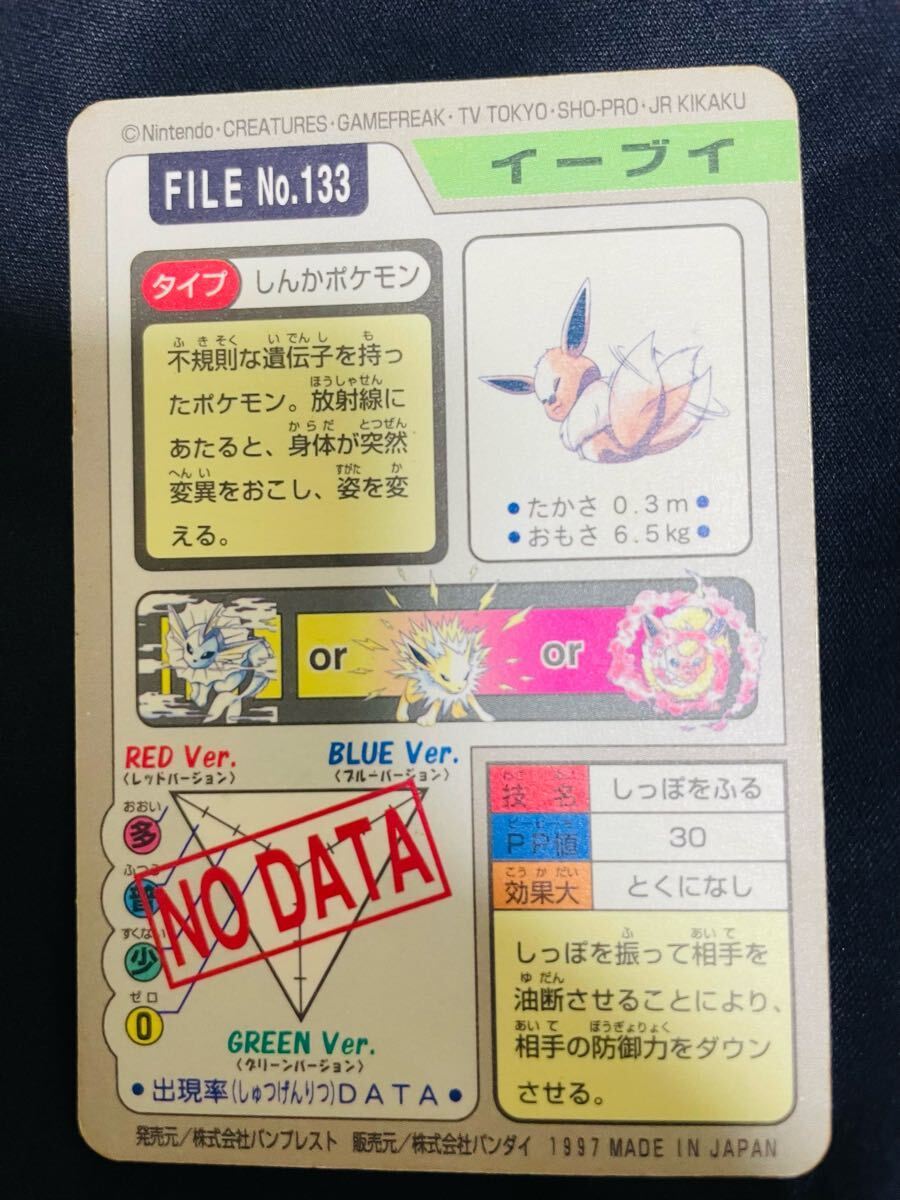 ©Nintendo・CREATURES・GAMEFREAK・TV TOKYO・SHO-PRO・JR KIKAKU
FILE No.133
イーブイ
タイプ しんかポケモン
ふきそく いでんし も
不規則な遺伝子を持っ
ほうしゃせん
たポケモン。放射線に
からだ とつぜん
あたると、身体が突然
へんい すがた か
変異をおこし、姿を変
える。
・たかさ 0.3m・
・おもさ 6.5kg・
or or
RED Ver.
(レッドバージョン)
BLUE Ver.
(ブルーバージョン)
おおい
多
ふつう
普
すくない
少
ゼロ
0
NO DATA
GREEN Ver.
(グリーンバージョン)
・出現率(しゅつげんりつ)DATA・
技名 しっぽをふる
ピーピーち
PP値 30
こうかだい
効果大 とくになし
ふ あいて
しっぽを振って相手を
ゆだん
油断させることにより、
あいて ぼうぎょりょく
相手の防御力をダウン
させる。
発売元/株式会社バンプレスト 販売元/株式会社バンダイ 1997 MADE IN JAPAN